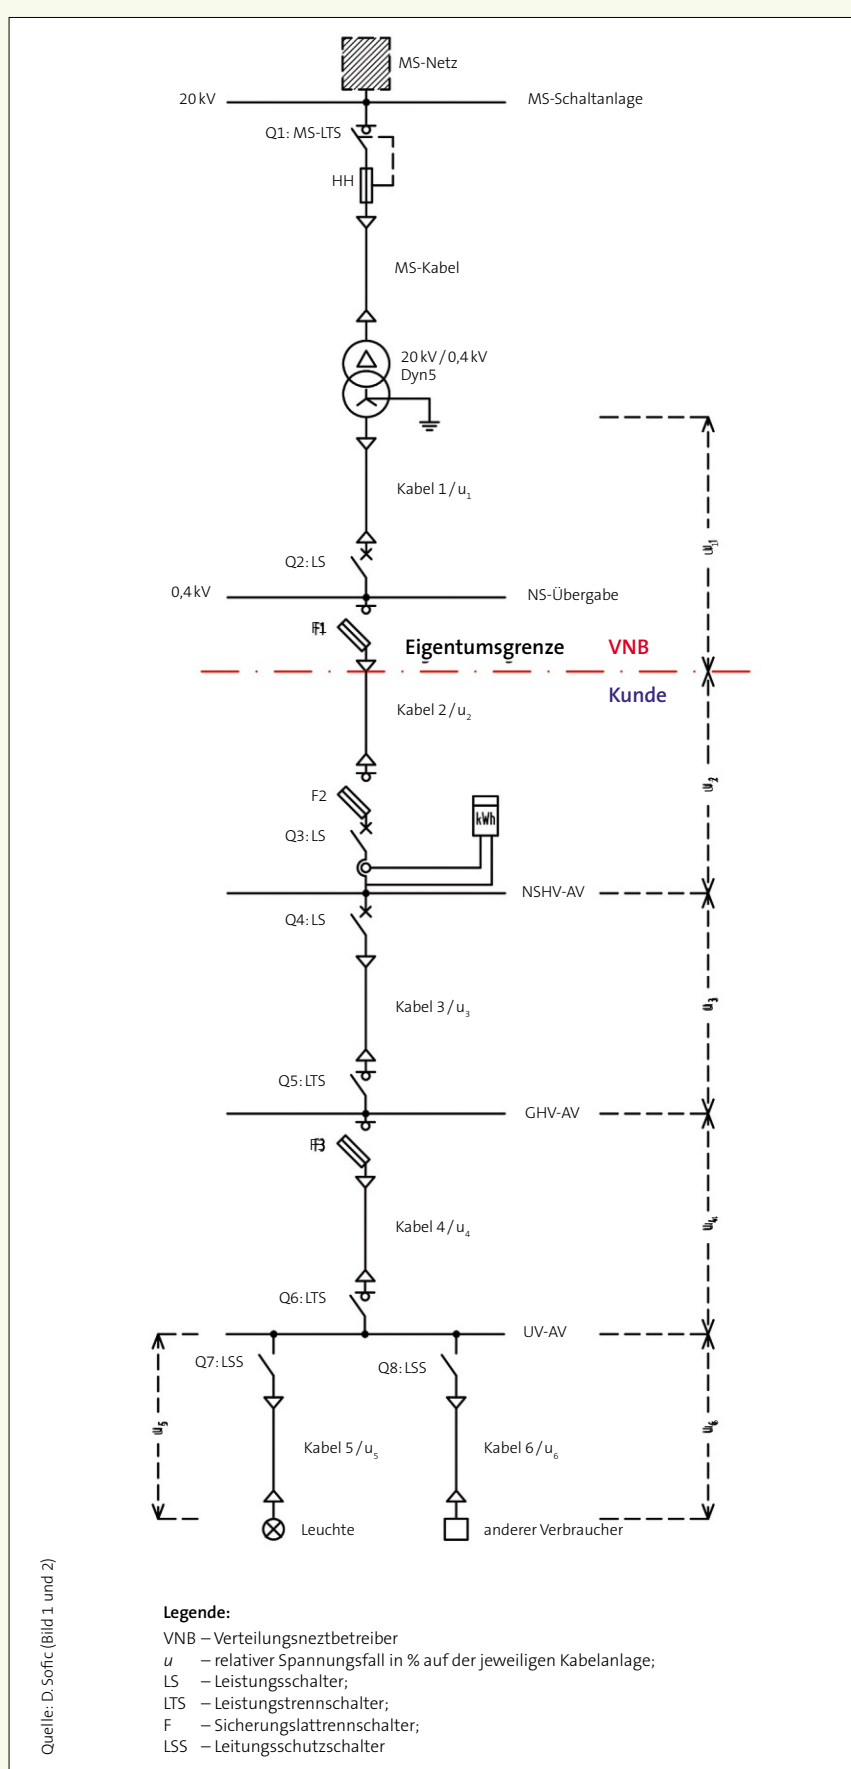 MS-Netz
20 kV
MS-Schaltanlage
Q1: MS-LTS
HH
MS-Kabel
20 kV / 0,4 kV
Dyn5
Kabel 1 / u1
u1
Q2: LS
0,4 kV
NS-Übergabe
F1
Eigentumsgrenze
VNB
Kunde
Kabel 2 / u2
u2
F2
Q3: LS
kWh
NSHV-AV
Q4: LS
Kabel 3 / u3
u3
Q5: LTS
GHV-AV
F3
Kabel 4 / u4
u4
Q6: LTS
UV-AV
Q7: LSS
Q8: LSS
u5
Kabel 5 / u5
Kabel 6 / u6
u6
Leuchte
anderer Verbraucher
Quelle: D. Sofic (Bild 1 und 2)
Legende:
VNB – Verteilungsneztbetreiber
u – relativer Spannungsfall in % auf der jeweiligen Kabelanlage;
LS – Leistungsschalter;
LTS – Leistungstrennschalter;
F – Sicherungslattrennschalter;
LSS – Leitungsschutzschalter